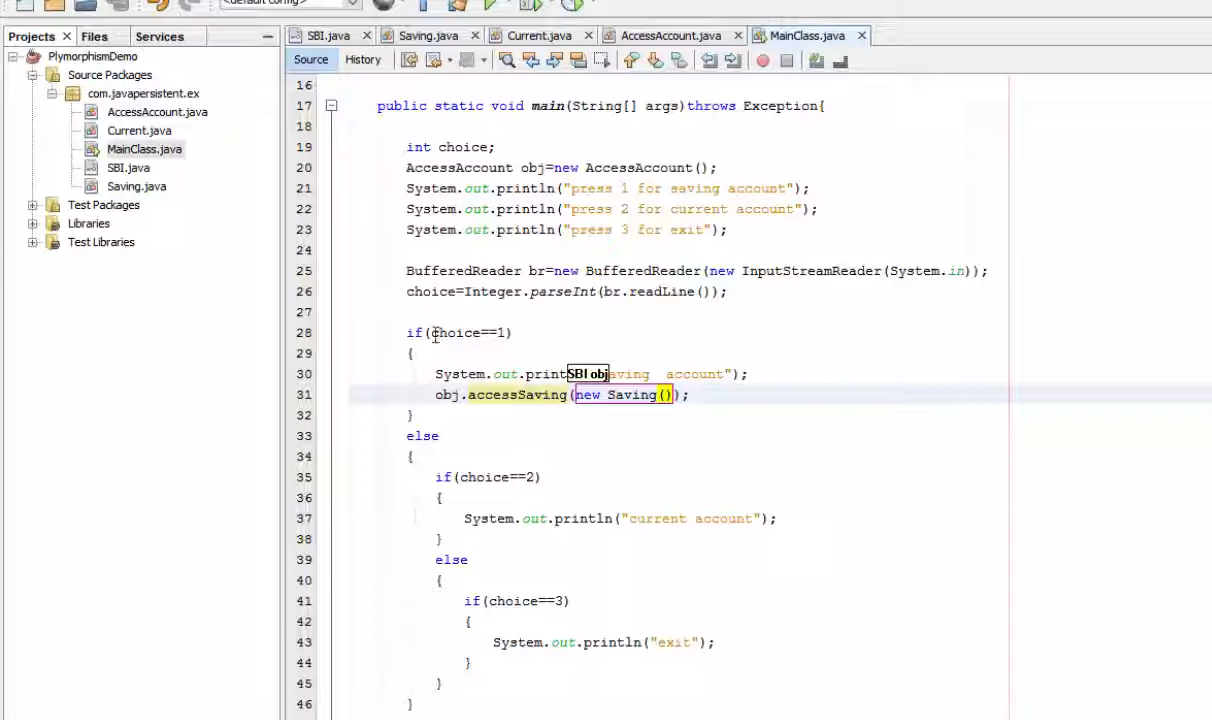 <default config>
Projects Files Services
PlymorphismDemo
Source Packages
com.javapersistent.ex
AccessAccount.java
Current.java
MainClass.java
SBI.java
Saving.java
Test Packages
Libraries
Test Libraries
SBI.java Saving.java Current.java AccessAccount.java MainClass.java
Source History
16
17 public static void main(String[] args)throws Exception{
18
19 int choice;
20 AccessAccount obj=new AccessAccount();
21 System.out.println("press 1 for saving account");
22 System.out.println("press 2 for current account");
23 System.out.println("press 3 for exit");
24
25 BufferedReader br=new BufferedReader(new InputStreamReader(System.in));
26 choice=Integer.parseInt(br.readLine());
27
28 if(choice==1)
29 {
30 System.out.print SBI obj aving account");
31 obj.accessSaving(new Saving());
32 }
33 else
34 {
35 if(choice==2)
36 {
37 System.out.println("current account");
38 }
39 else
40 {
41 if(choice==3)
42 {
43 System.out.println("exit");
44 }
45 }
46 }